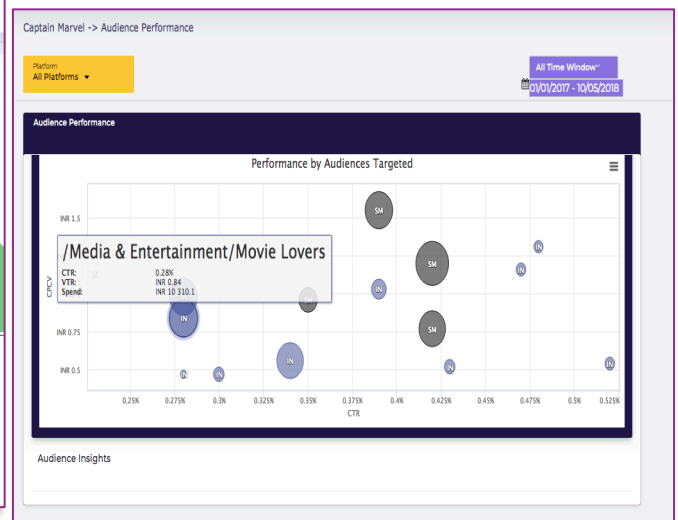 Captain Marvel -> Audience Performance
Platform
All Platforms
All Time Window
01/01/2017 - 10/05/2018
Audience Performance
Performance by Audiences Targeted
INR 1.5
SM
/Media & Entertainment/Movie Lovers
CTR: 0.28%
VTR: INR 0.84
Spend: INR 10 310.1
IN
SM
IN
IN
CPCV
IN
INR 0.75
SM
IN
IN
IN
INR 0.5
IN
IN
0.25% 0.275% 0.3% 0.325% 0.35% 0.375% 0.4% 0.425% 0.45% 0.475% 0.5% 0.525%
CTR
Audience Insights